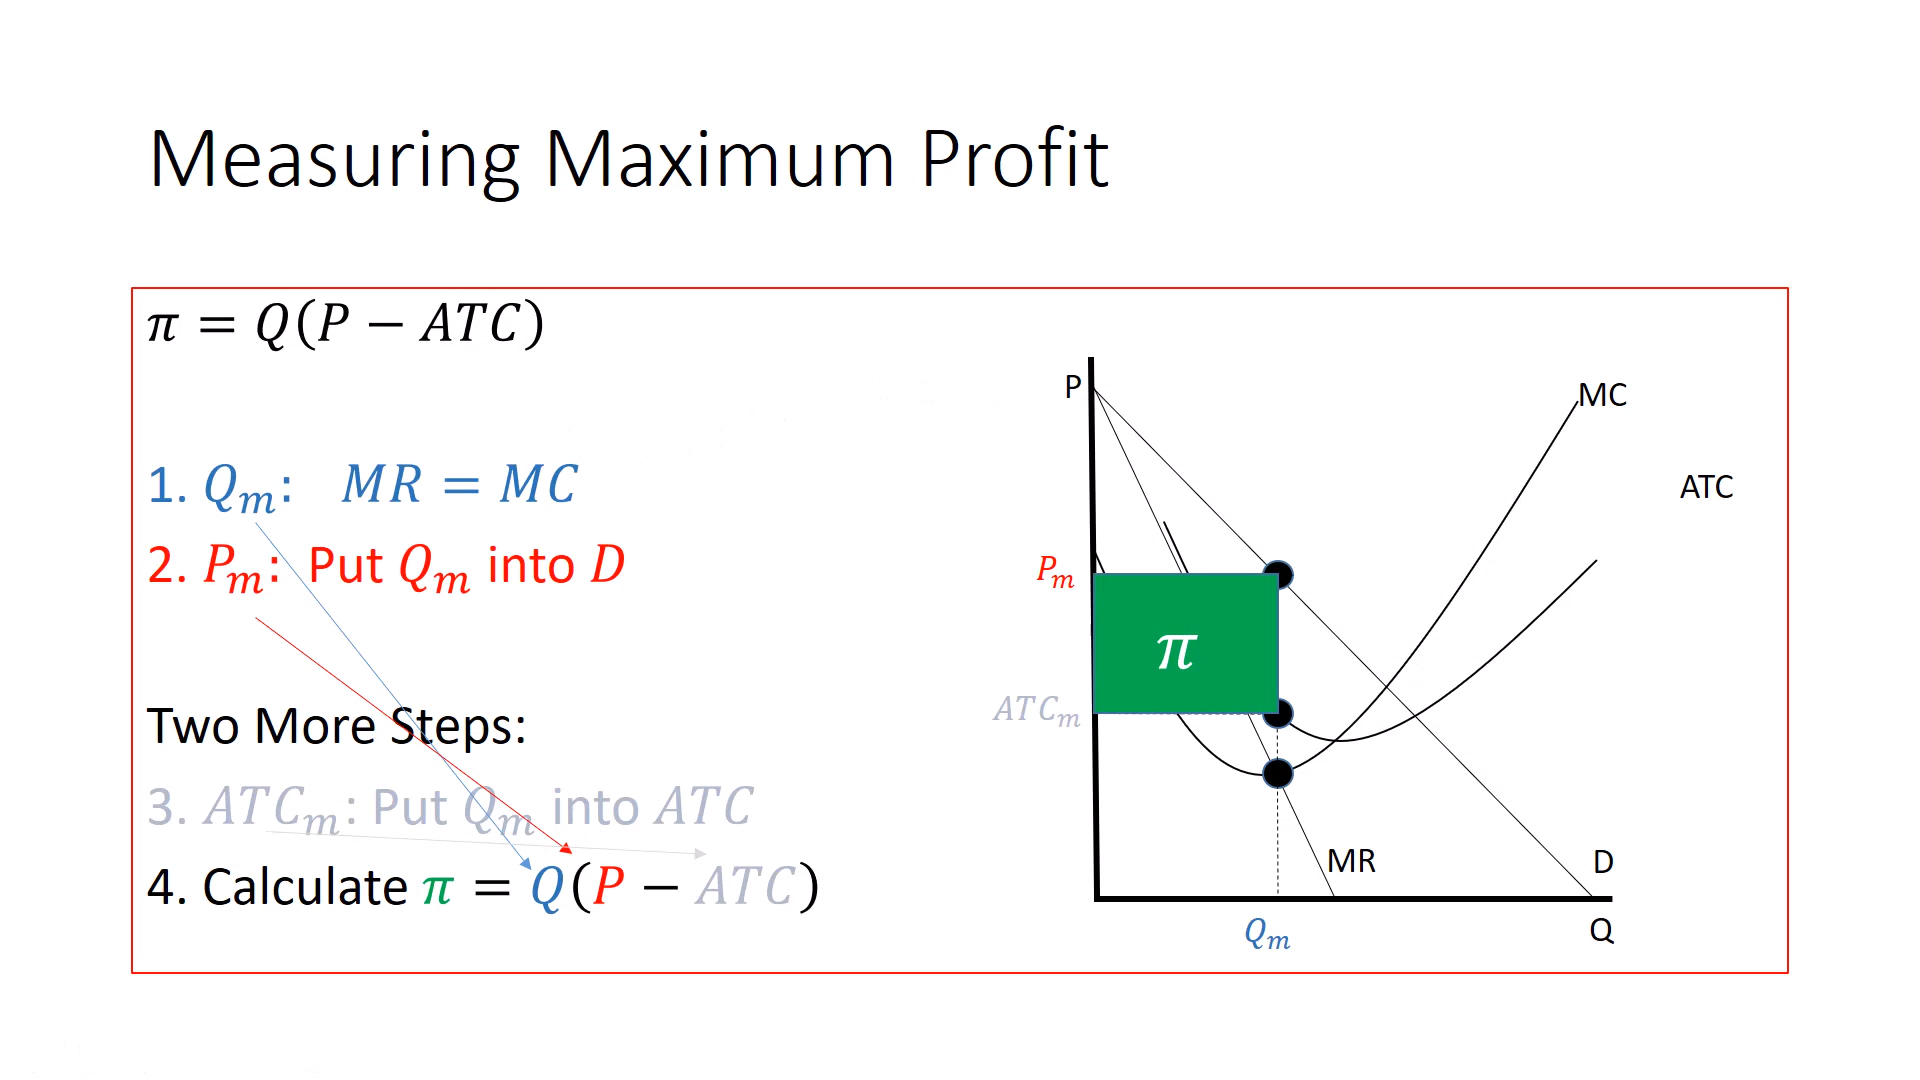 Measuring Maximum Profit
π = Q(P − ATC)
1. Qₘ: MR = MC
2. Pₘ: Put Qₘ into D
Two More Steps:
3. ATCₘ: Put Qₘ into ATC
4. Calculate π = Q(P − ATC)
P
MC
ATC
Pₘ
π
ATCₘ
MR
D
Qₘ
Q